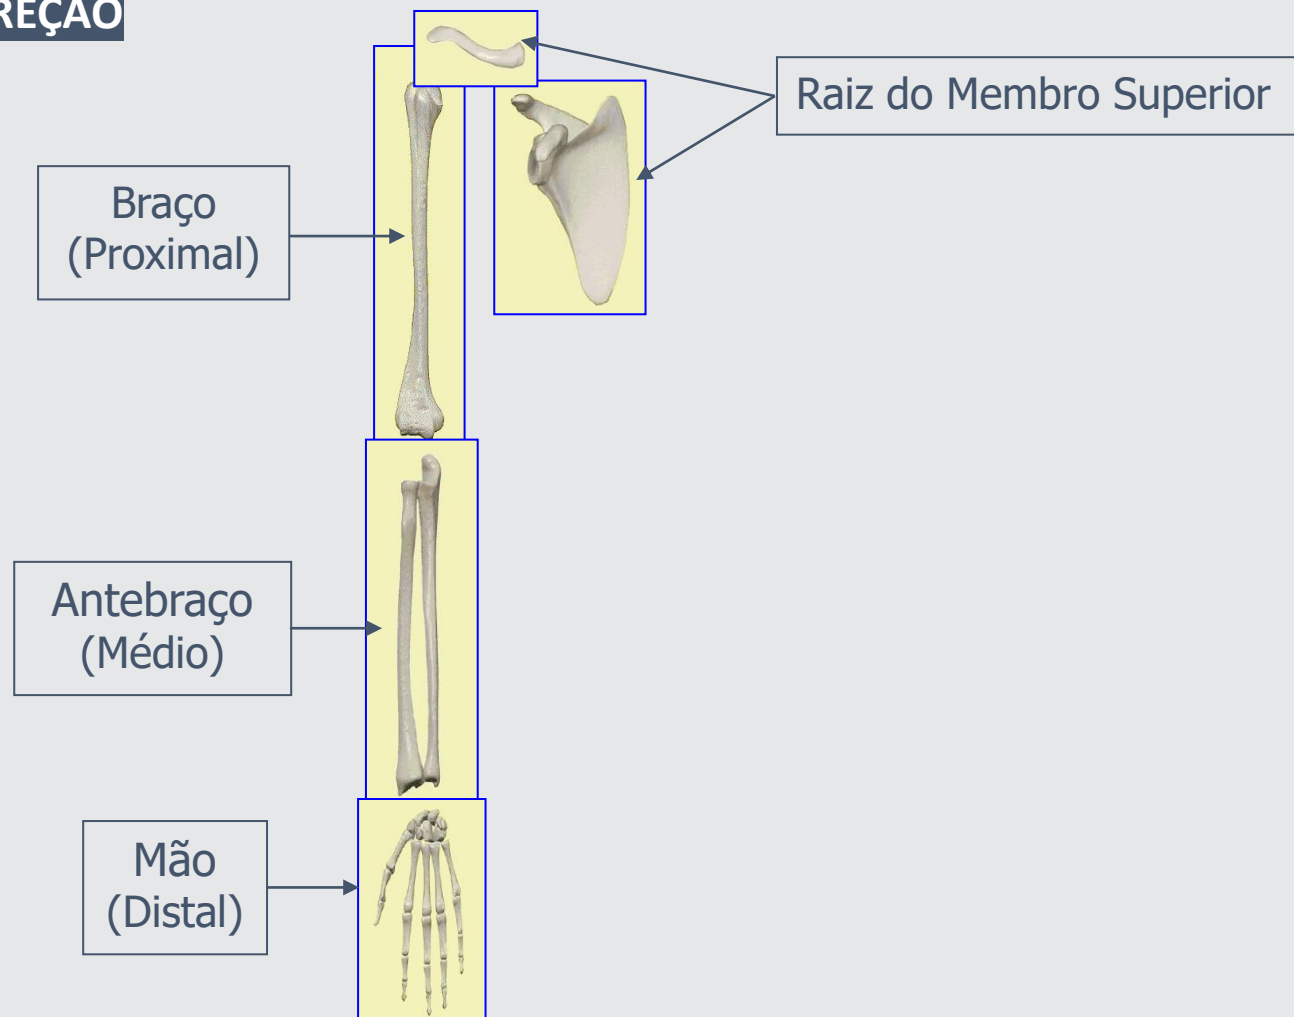 REÇÃO
Raiz do Membro Superior
Braço
(Proximal)
Antebraço
(Médio)
Mão
(Distal)